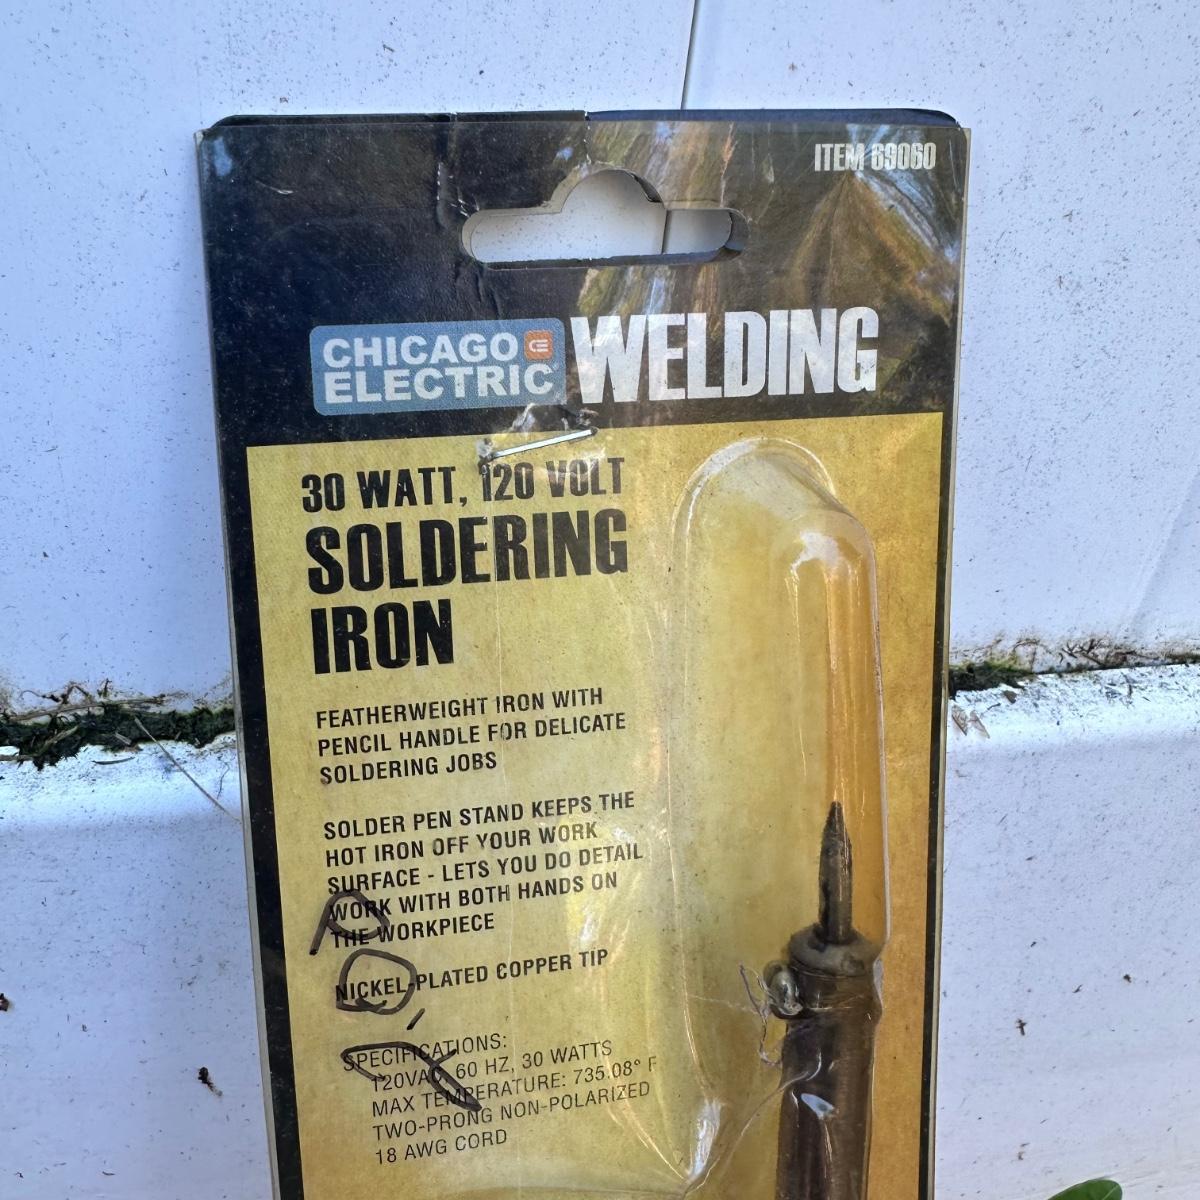 ITEM 69060
CHICAGO
ELECTRIC
WELDING
30 WATT, 120 VOLT
SOLDERING
IRON
FEATHERWEIGHT IRON WITH
PENCIL HANDLE FOR DELICATE
SOLDERING JOBS
SOLDER PEN STAND KEEPS THE
HOT IRON OFF YOUR WORK
SURFACE - LETS YOU DO DETAIL
WORK WITH BOTH HANDS ON
THE WORKPIECE
NICKEL-PLATED COPPER TIP
SPECIFICATIONS:
120VAC, 60 HZ, 30 WATTS
MAX TEMPERATURE: 735.08° F
TWO-PRONG NON-POLARIZED
18 AWG CORD